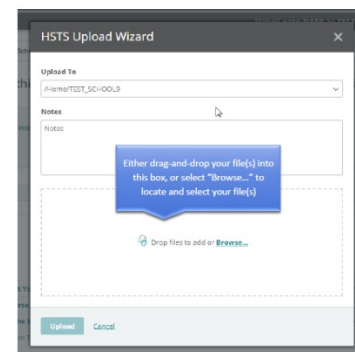 HSTS Upload Wizard
Upload To
/Home/TEST_SCHOOL9
Notes
Notes
Either drag-and-drop your file(s) into
this box, or select "Browse..." to
locate and select your file(s)
Drop files to add or Browse...
Upload Cancel